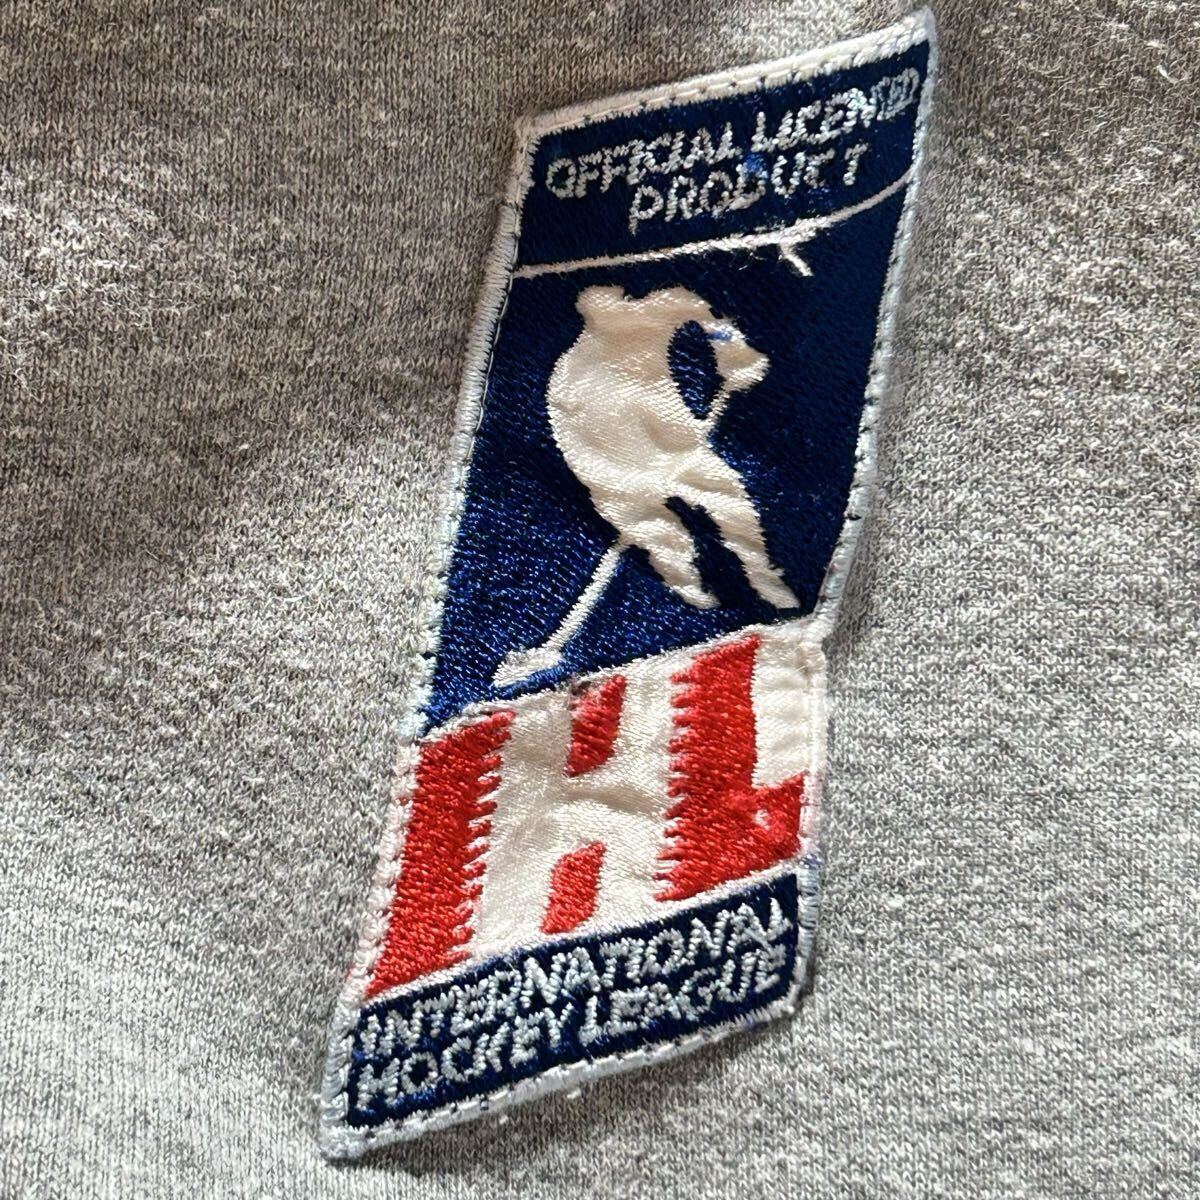 OFFICIAL LICENSED
PRODUCT
IHL
INTERNATIONAL
HOCKEY LEAGUE